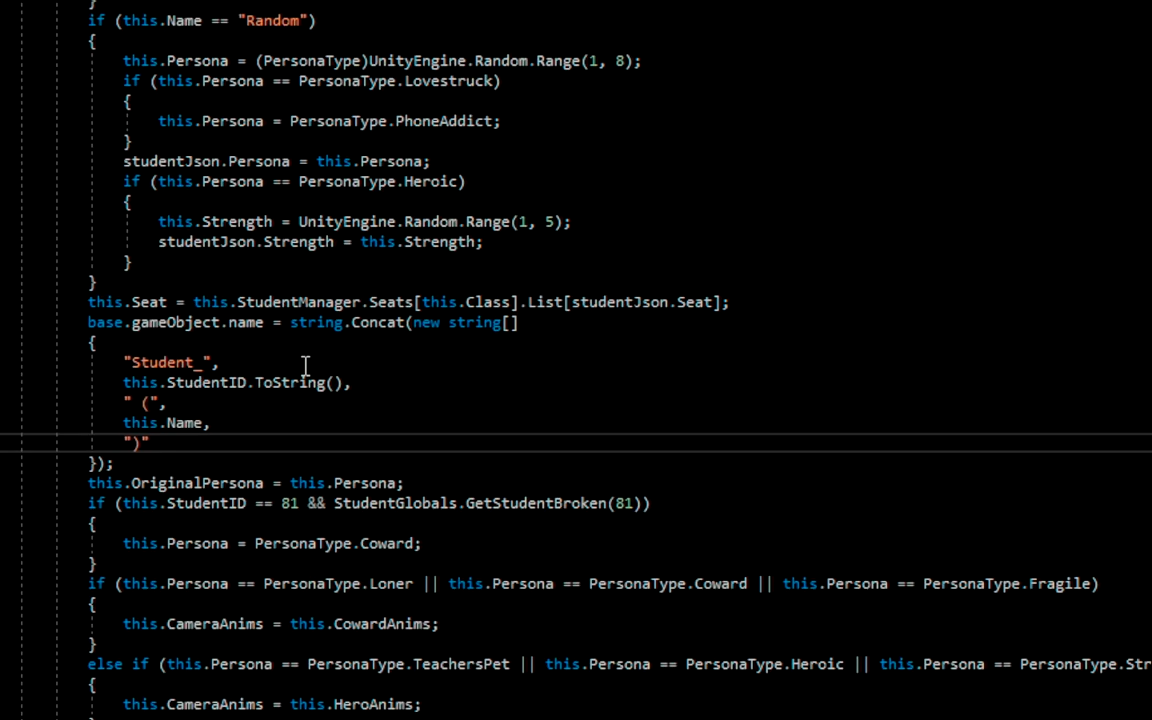 }
if (this.Name == "Random")
{
this.Persona = (PersonaType)UnityEngine.Random.Range(1, 8);
if (this.Persona == PersonaType.Lovestruck)
{
this.Persona = PersonaType.PhoneAddict;
}
studentJson.Persona = this.Persona;
if (this.Persona == PersonaType.Heroic)
{
this.Strength = UnityEngine.Random.Range(1, 5);
studentJson.Strength = this.Strength;
}
}
this.Seat = this.StudentManager.Seats[this.Class].List[studentJson.Seat];
base.gameObject.name = string.Concat(new string[]
{
"Student_",
this.StudentID.ToString(),
" (",
this.Name,
")"
});
this.OriginalPersona = this.Persona;
if (this.StudentID == 81 && StudentGlobals.GetStudentBroken(81))
{
this.Persona = PersonaType.Coward;
}
if (this.Persona == PersonaType.Loner || this.Persona == PersonaType.Coward || this.Persona == PersonaType.Fragile)
{
this.CameraAnims = this.CowardAnims;
}
else if (this.Persona == PersonaType.TeachersPet || this.Persona == PersonaType.Heroic || this.Persona == PersonaType.Str
{
this.CameraAnims = this.HeroAnims;
}